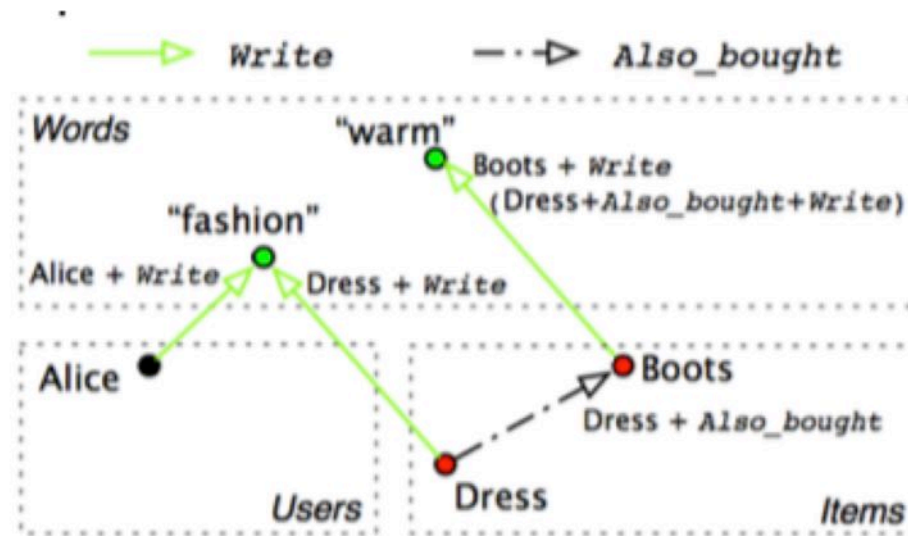 Write Also_bought
Words
"warm"
Boots + Write
(Dress+Also_bought+Write)
"fashion"
Alice + Write
Dress + Write
Alice
Boots
Dress + Also_bought
Users
Dress
Items